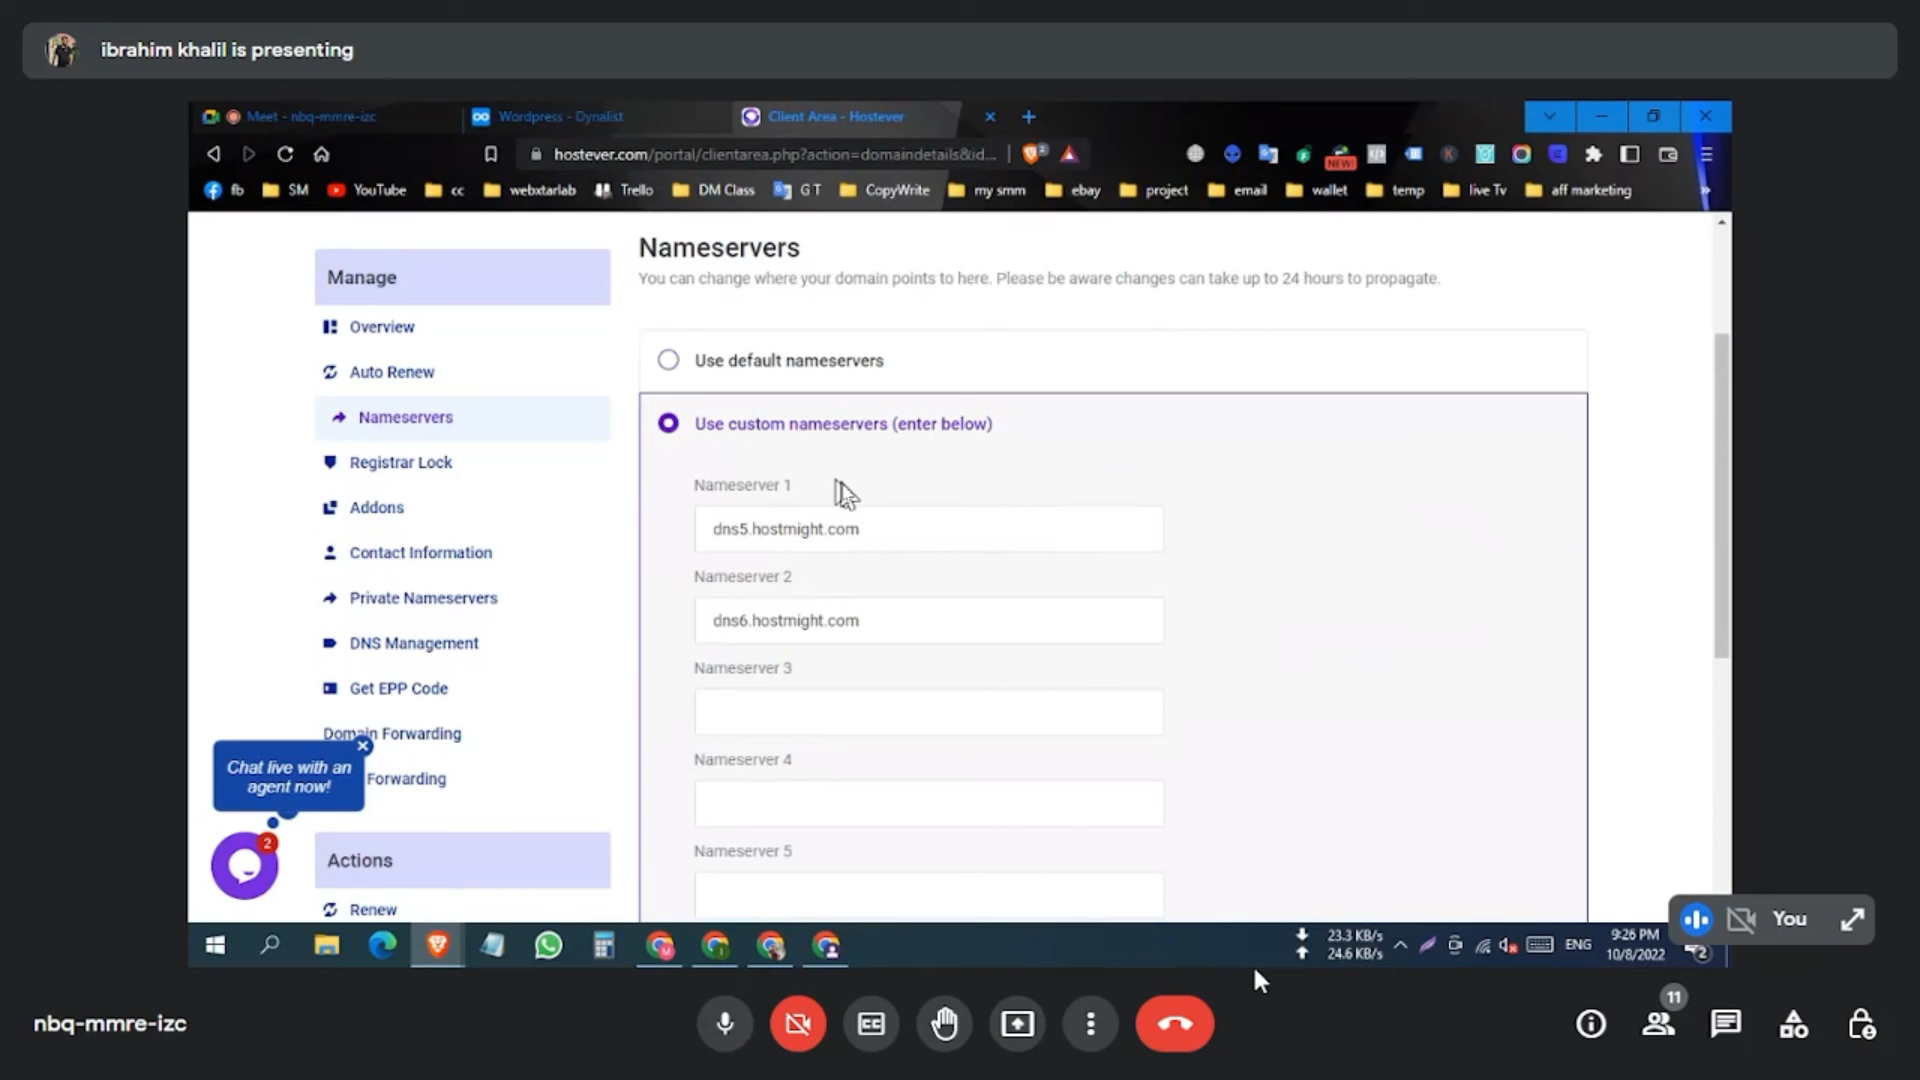 ibrahim khalil is presenting
Meet - nbq-mmre-izc
Wordpress - Dynalist
Client Area - Hostever
hostever.com/portal/clientarea.php?action=domaindetails&id...
2
NEW!
fb
SM
YouTube
cc
webxtarlab
Trello
DM Class
G T
CopyWrite
my smm
ebay
project
email
wallet
temp
live Tv
aff marketing
»
Manage
Overview
Auto Renew
Nameservers
Registrar Lock
Addons
Contact Information
Private Nameservers
DNS Management
Get EPP Code
Domain Forwarding
Forwarding
Chat live with an
agent now!
2
Actions
Renew
Nameservers
You can change where your domain points to here. Please be aware changes can take up to 24 hours to propagate.
Use default nameservers
Use custom nameservers (enter below)
Nameserver 1
dns5.hostmight.com
Nameserver 2
dns6.hostmight.com
Nameserver 3
Nameserver 4
Nameserver 5
23.3 KB/s
24.6 KB/s
ENG
9:26 PM
10/8/2022
2
You
nbq-mmre-izc
CC
11